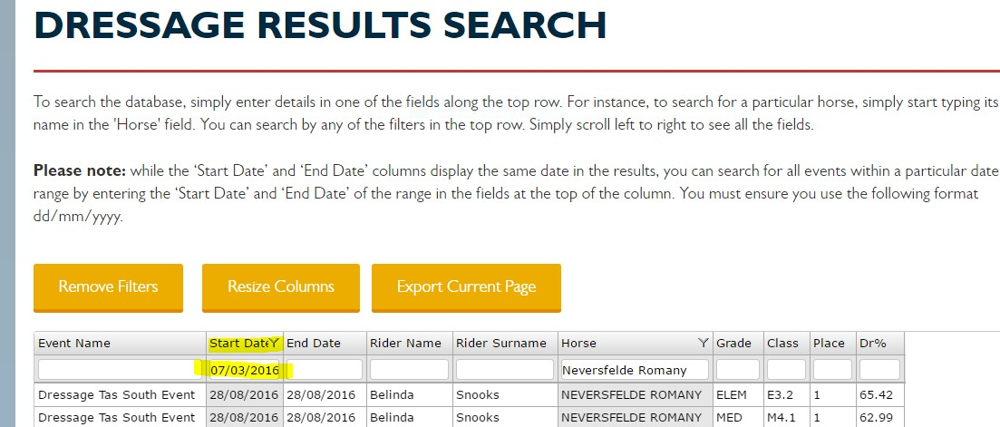 DRESSAGE RESULTS SEARCH
To search the database, simply enter details in one of the fields along the top row. For instance, to search for a particular horse, simply start typing its
name in the 'Horse' field. You can search by any of the filters in the top row. Simply scroll left to right to see all the fields.
Please note: while the ‘Start Date’ and ‘End Date’ columns display the same date in the results, you can search for all events within a particular date
range by entering the ‘Start Date’ and ‘End Date’ of the range in the fields at the top of the column. You must ensure you use the following format
dd/mm/yyyy.
Remove Filters Resize Columns Export Current Page
Event Name Start Date End Date Rider Name Rider Surname Horse Grade Class Place Dr%
07/03/2016 Neversfelde Romany
Dressage Tas South Event 28/08/2016 28/08/2016 Belinda Snooks NEVERSFELDE ROMANY ELEM E3.2 1 65.42
Dressage Tas South Event 28/08/2016 28/08/2016 Belinda Snooks NEVERSFELDE ROMANY MED M4.1 1 62.99